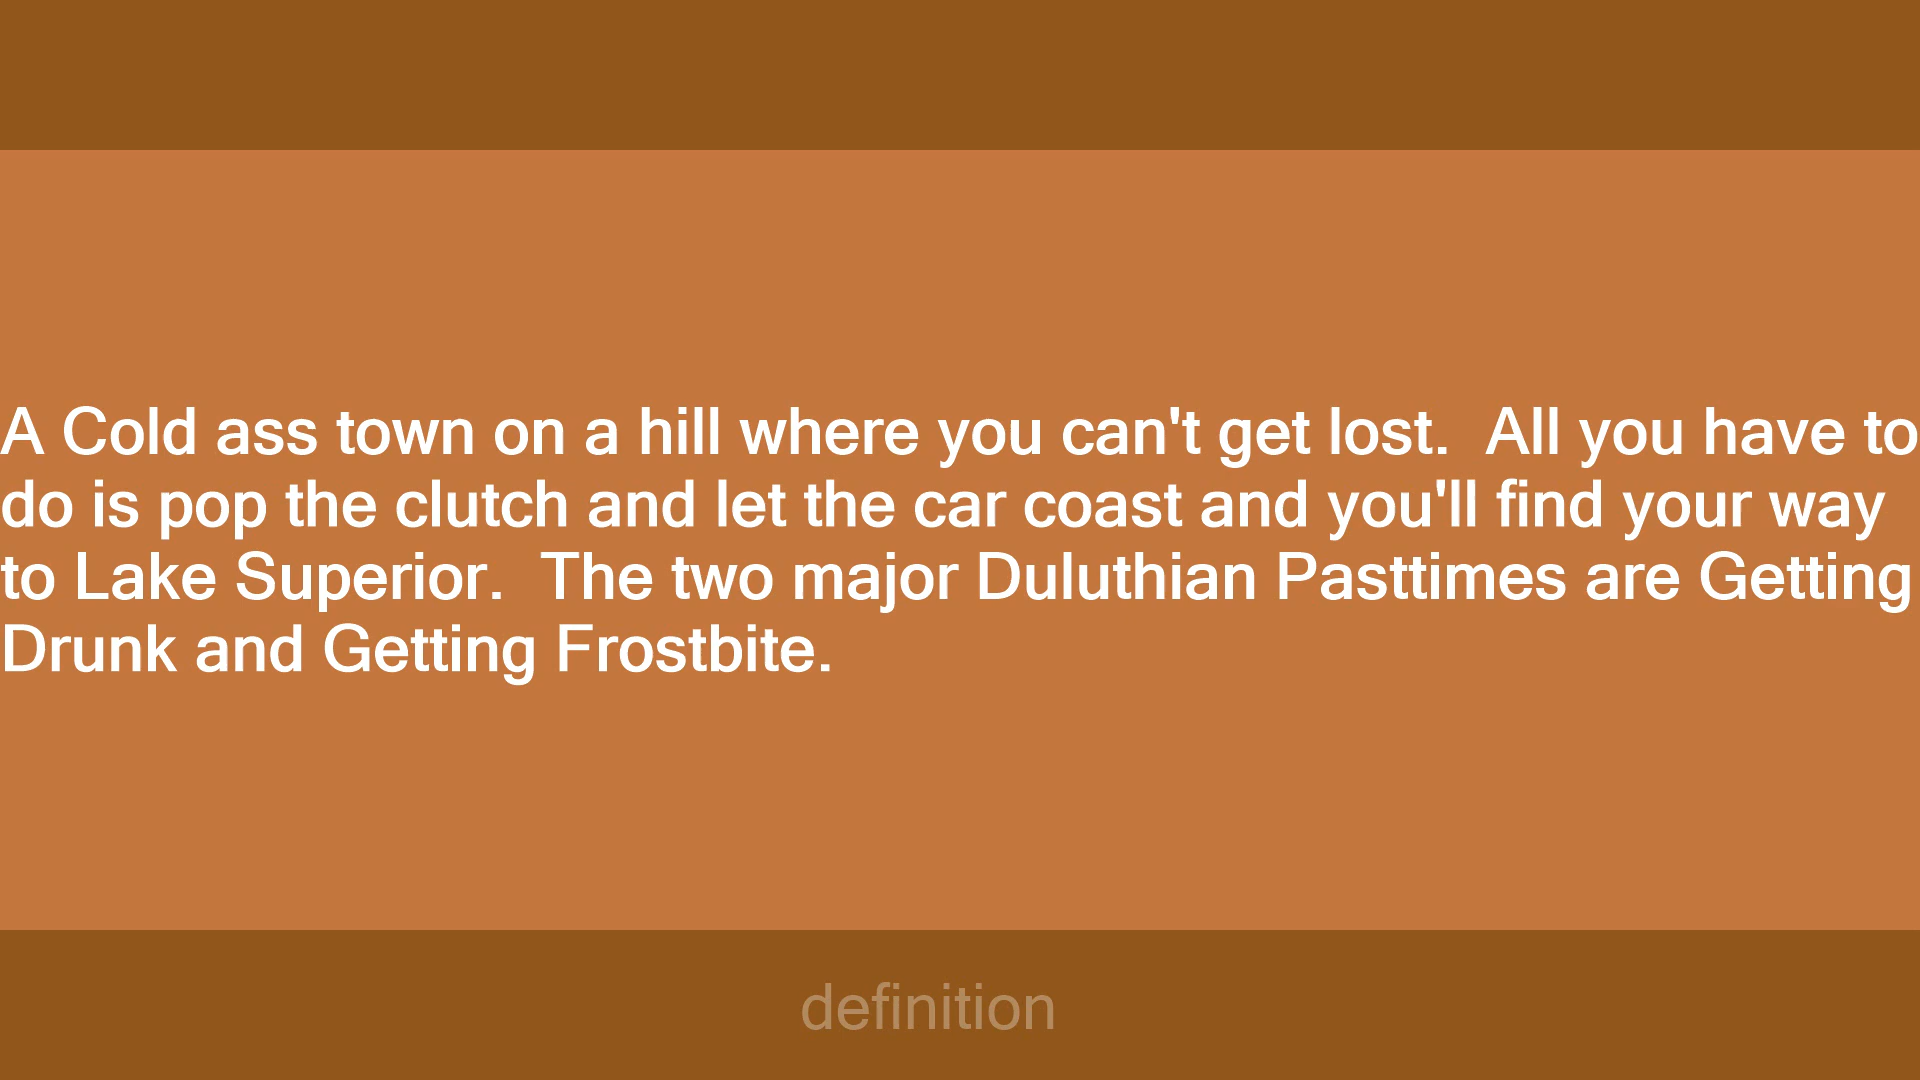 A Cold ass town on a hill where you can't get lost.  All you have to
do is pop the clutch and let the car coast and you'll find your way
to Lake Superior.  The two major Duluthian Pasttimes are Getting
Drunk and Getting Frostbite.
definition